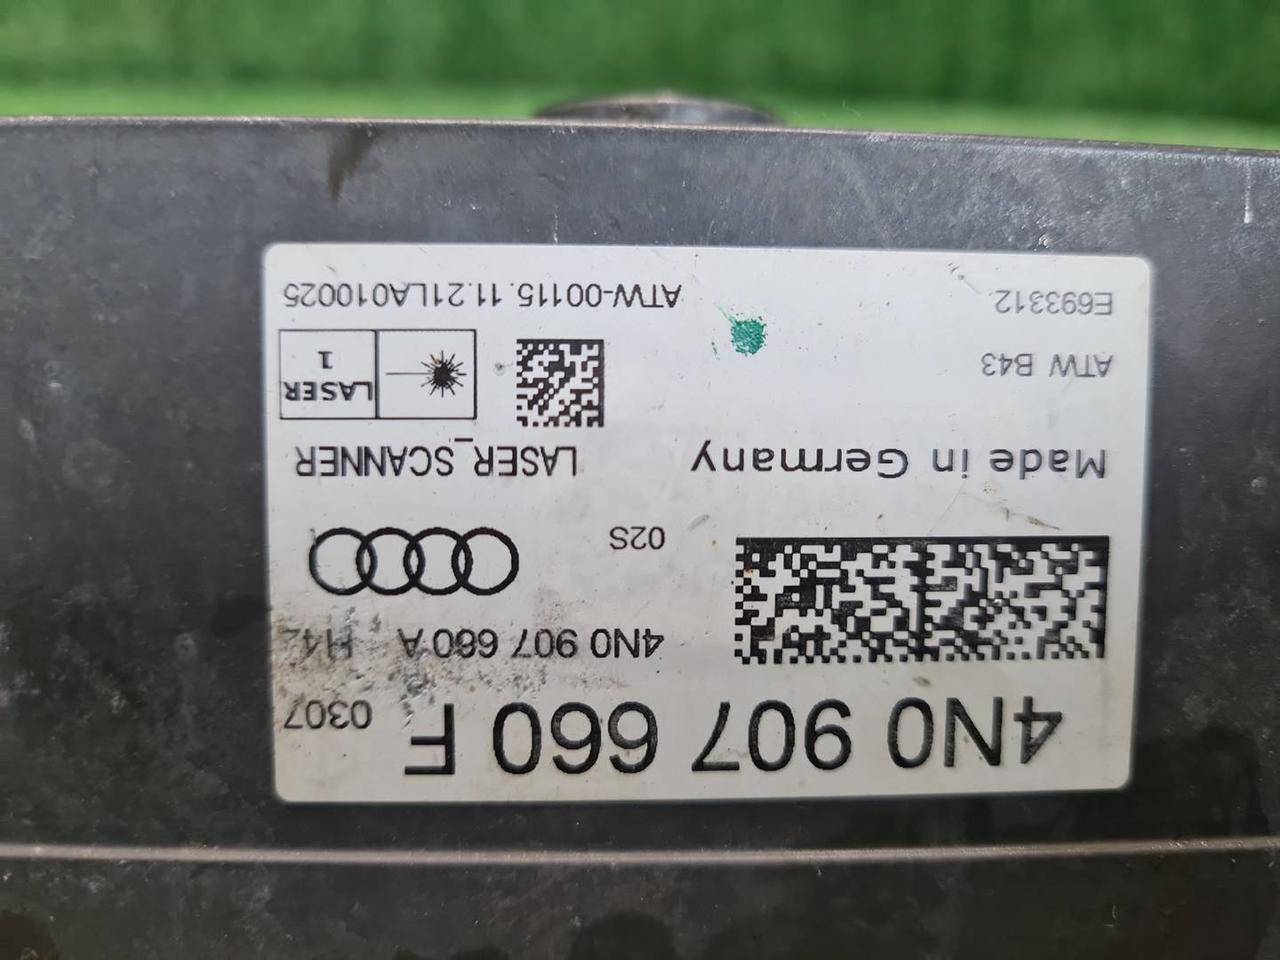 4N0 907 660 F 0307
4N0 907 660 A H42
02S
Made in Germany LASER_SCANNER
ATW B43
LASER
1
E693312 ATW-00115.11.21LA010025